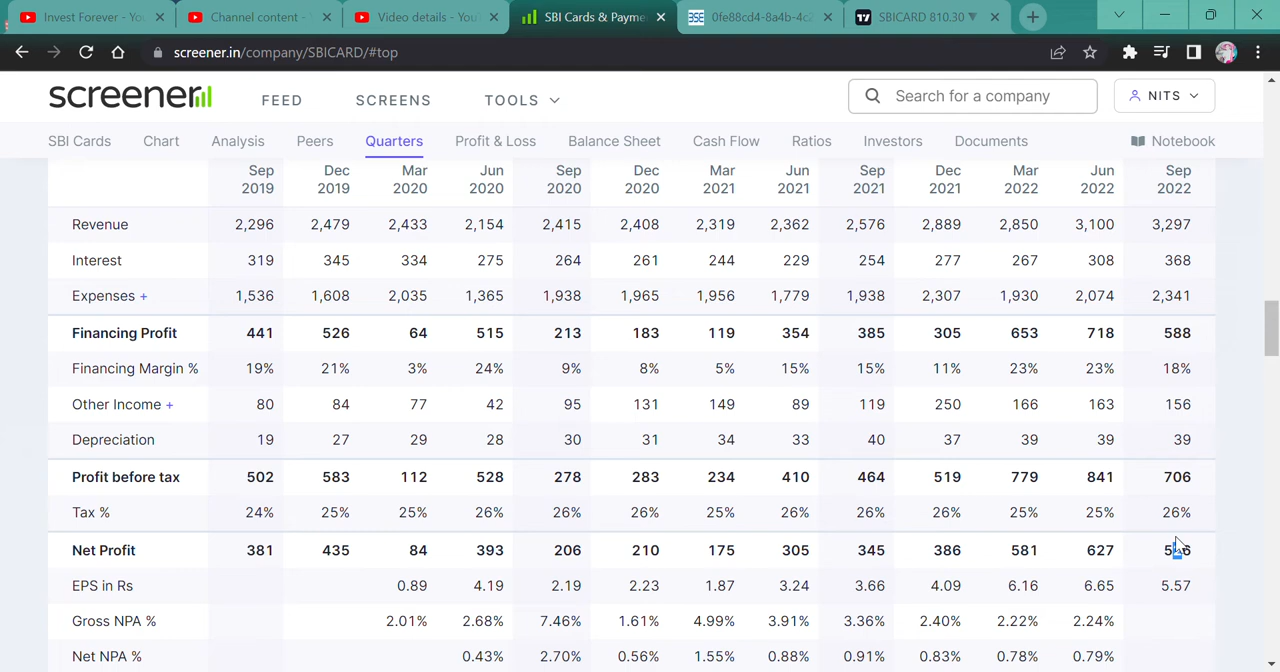 Invest Forever - You
Channel content -
Video details - You
SBI Cards & Payme
0fe88cd4-8a4b-4c
SBICARD 810.30 ▼
screener.in/company/SBICARD/#top
screener FEED SCREENS TOOLS Search for a company NITS
SBI Cards Chart Analysis Peers Quarters Profit & Loss Balance Sheet Cash Flow Ratios Investors Documents Notebook
Sep Dec Mar Jun Sep Dec Mar Jun Sep Dec Mar Jun Sep
2019 2019 2020 2020 2020 2020 2021 2021 2021 2021 2022 2022 2022
Revenue 2,296 2,479 2,433 2,154 2,415 2,408 2,319 2,362 2,576 2,889 2,850 3,100 3,297
Interest 319 345 334 275 264 261 244 229 254 277 267 308 368
Expenses + 1,536 1,608 2,035 1,365 1,938 1,965 1,956 1,779 1,938 2,307 1,930 2,074 2,341
Financing Profit 441 526 64 515 213 183 119 354 385 305 653 718 588
Financing Margin % 19% 21% 3% 24% 9% 8% 5% 15% 15% 11% 23% 23% 18%
Other Income + 80 84 77 42 95 131 149 89 119 250 166 163 156
Depreciation 19 27 29 28 30 31 34 33 40 37 39 39 39
Profit before tax 502 583 112 528 278 283 234 410 464 519 779 841 706
Tax % 24% 25% 25% 26% 26% 26% 25% 26% 26% 26% 25% 25% 26%
Net Profit 381 435 84 393 206 210 175 305 345 386 581 627
EPS in Rs 0.89 4.19 2.19 2.23 1.87 3.24 3.66 4.09 6.16 6.65 5.57
Gross NPA % 2.01% 2.68% 7.46% 1.61% 4.99% 3.91% 3.36% 2.40% 2.22% 2.24%
Net NPA % 0.43% 2.70% 0.56% 1.55% 0.88% 0.91% 0.83% 0.78% 0.79%